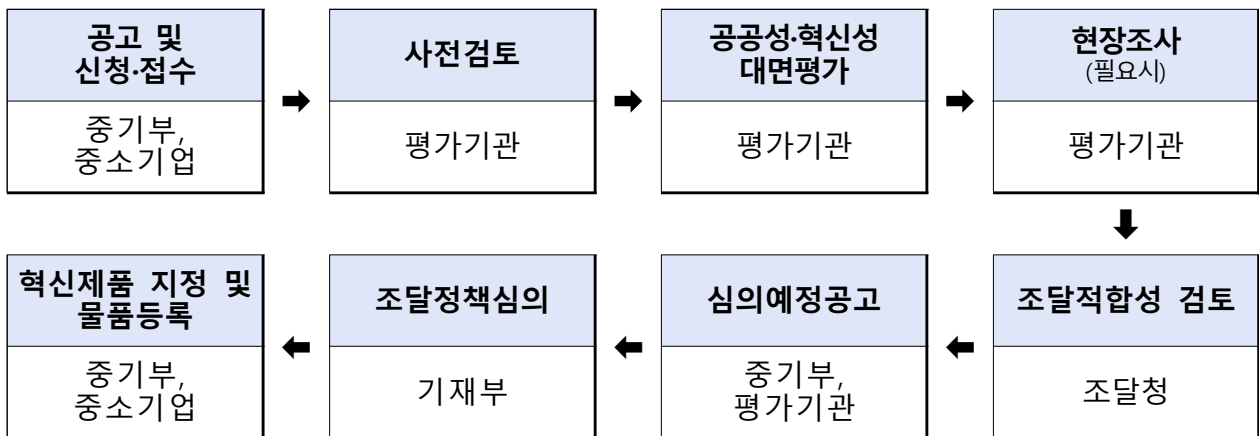 공고 및
신청·접수
중기부,
중소기업
사전검토
평가기관
공공성·혁신성
대면평가
평가기관
현장조사
(필요시)
평가기관
혁신제품 지정 및
물품등록
중기부,
중소기업
조달정책심의
기재부
심의예정공고
중기부,
평가기관
조달적합성 검토
조달청